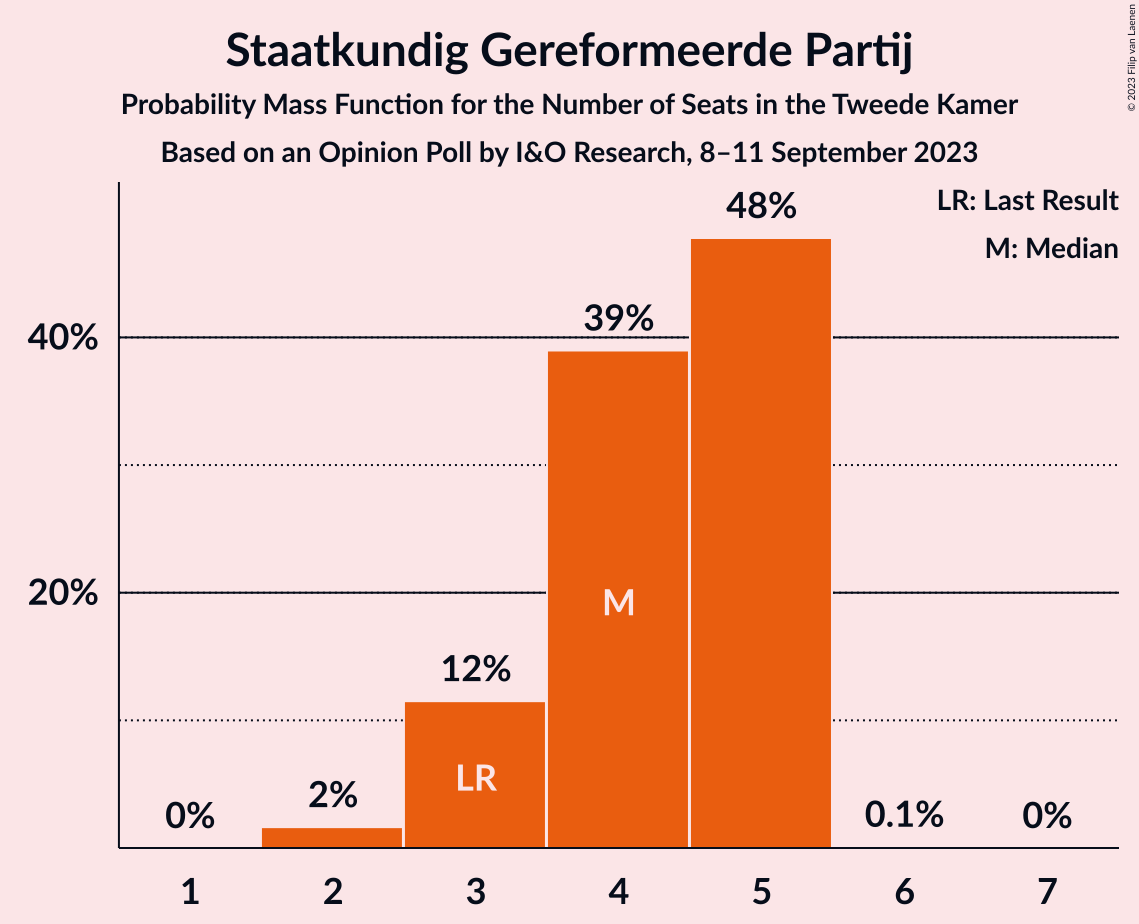 Staatkundig Gereformeerde Partij
Probability Mass Function for the Number of Seats in the Tweede Kamer
Based on an Opinion Poll by I&O Research, 8–11 September 2023
© 2023 Filip van Laenen
LR: Last Result
M: Median
48%
39%
40%
20%
M
12%
LR
2%
0%
0.1%
0%
1 2 3 4 5 6 7